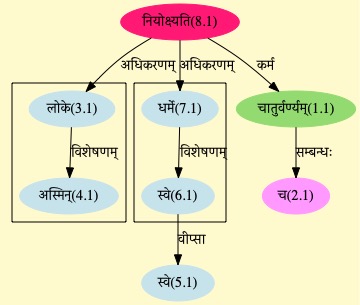 नियोक्ष्यति(8.1)
अधिकरणम् अधिकरणम् कर्म
लोके(3.1) धर्मे(7.1) चातुर्वर्ण्यम्(1.1)
विशेषणम् विशेषणम् सम्बन्धः
अस्मिन्(4.1) स्वे(6.1) च(2.1)
वीप्सा
स्वे(5.1)